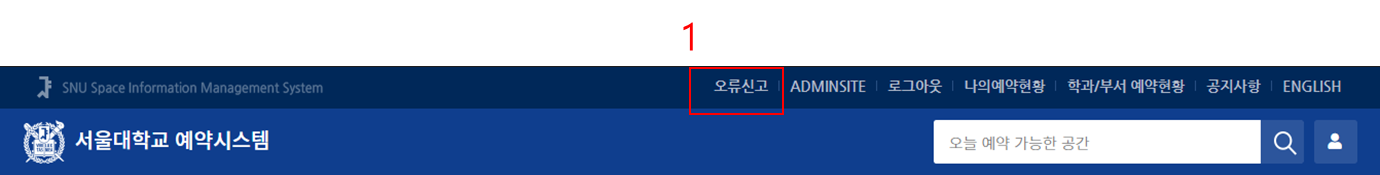 1
SNU Space Information Management System
오류신고 ADMINSITE 로그아웃 나의예약현황 학과/부서 예약현황 공지사항 ENGLISH
서울대학교 예약시스템
오늘 예약 가능한 공간